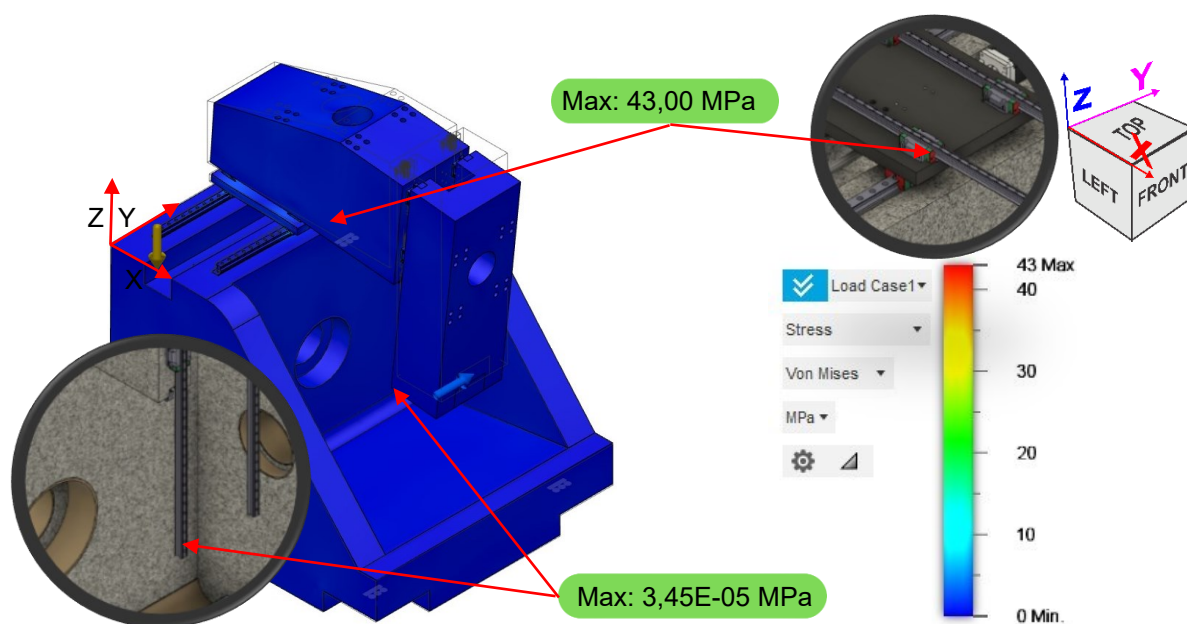 Max: 43,00 MPa
Z
Y
TOP
X
LEFT
FRONT
Z
Y
X
Load Case1
Stress
Von Mises
MPa
43 Max
40
30
20
10
0 Min.
Max: 3,45E-05 MPa